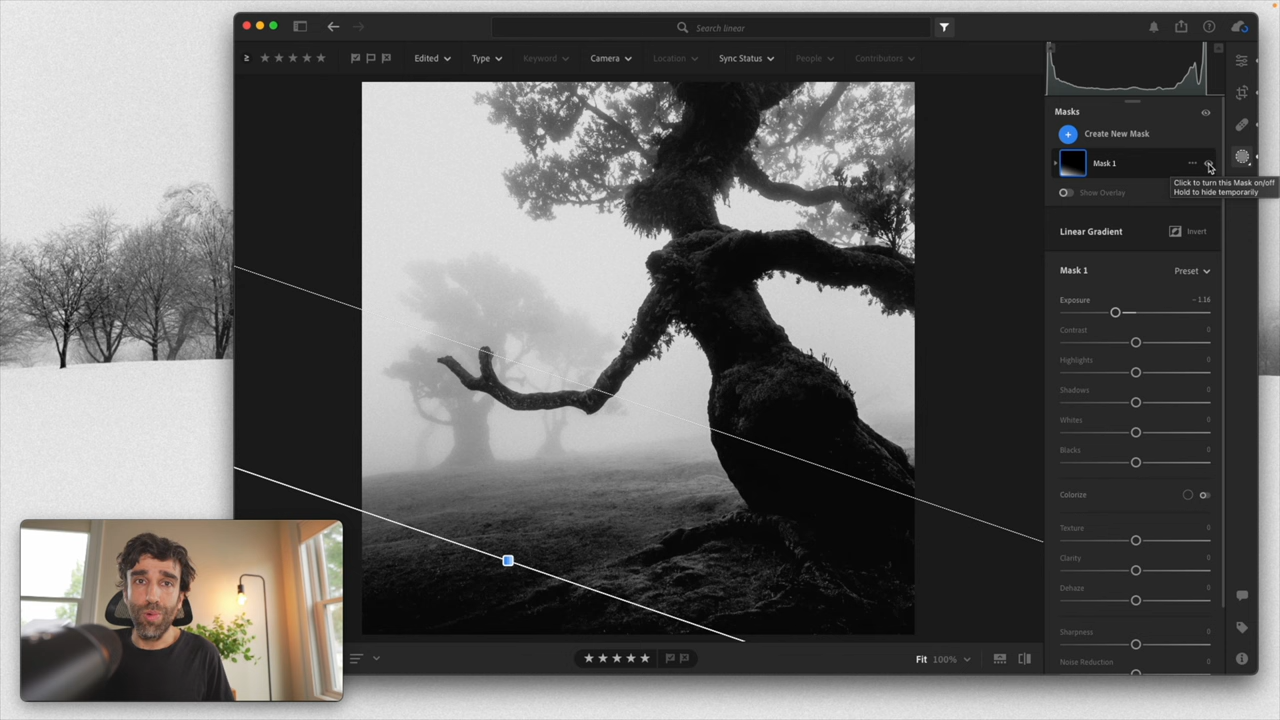 Search linear
≥
Edited
Type
Keyword
Camera
Location
Sync Status
People
Contributors
Masks
Create New Mask
Mask 1
Click to turn this Mask on/off
Hold to hide temporarily
Show Overlay
Linear Gradient
Invert
Mask 1
Preset
Exposure
– 1.16
Contrast
0
Highlights
0
Shadows
0
Whites
0
Blacks
0
Colorize
Texture
0
Clarity
0
Dehaze
0
Sharpness
0
Noise Reduction
0
Fit
100%